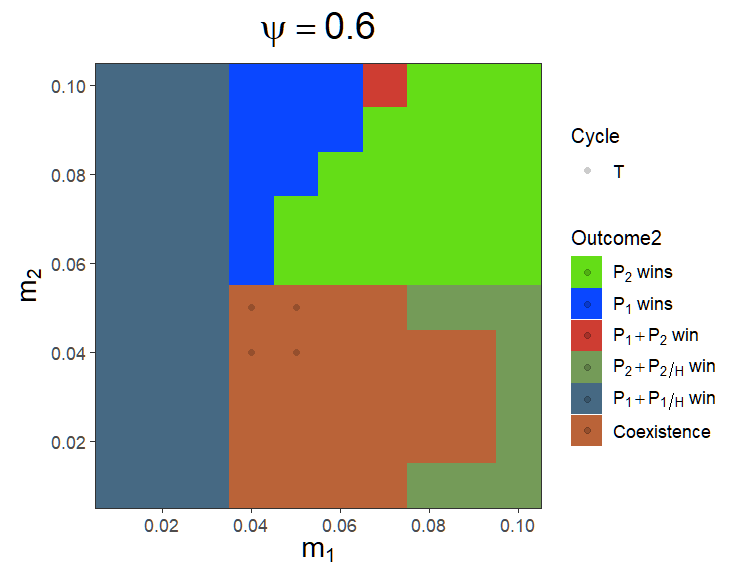 ψ = 0.6
m₂
0.10
0.08
0.06
0.04
0.02
0.02 0.04 0.06 0.08 0.10
m₁
Cycle
T
Outcome2
P₂ wins
P₁ wins
P₁+P₂ win
P₂+P₂/H win
P₁+P₁/H win
Coexistence